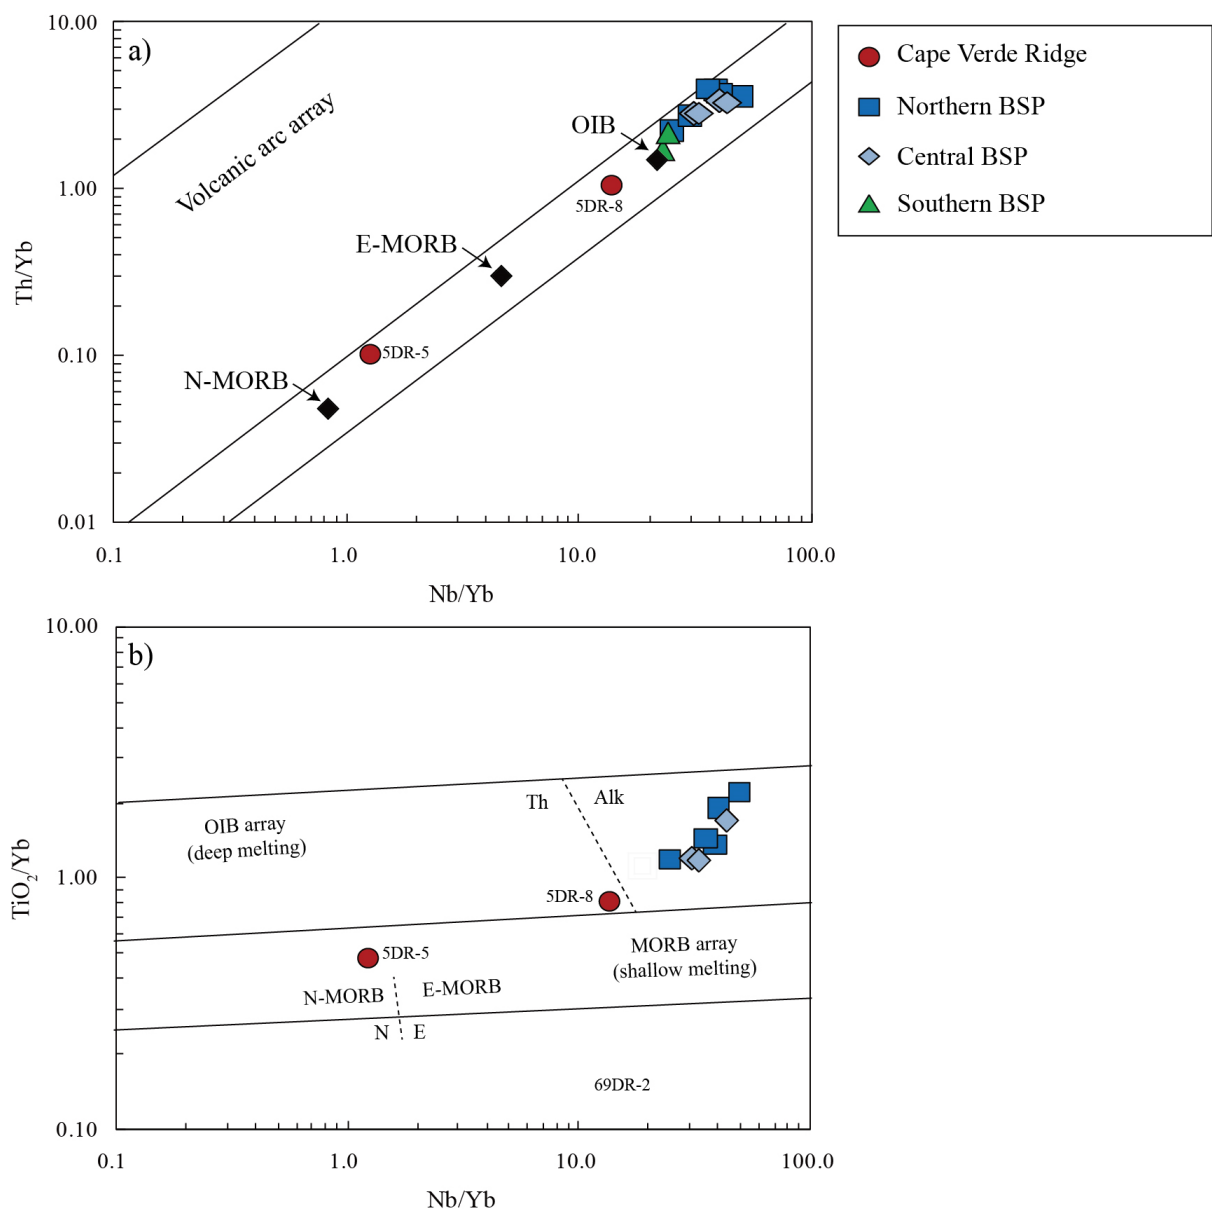 10.00
a)
Volcanic arc array
OIB
1.00
5DR-8
E-MORB
Th/Yb
0.10
5DR-5
N-MORB
0.01
0.1
1.0
10.0
100.0
Nb/Yb
Cape Verde Ridge
Northern BSP
Central BSP
Southern BSP
10.00
b)
Th
Alk
OIB array
(deep melting)
TiO2/Yb
1.00
5DR-8
MORB array
(shallow melting)
5DR-5
N-MORB
E-MORB
N
E
69DR-2
0.10
0.1
1.0
10.0
100.0
Nb/Yb